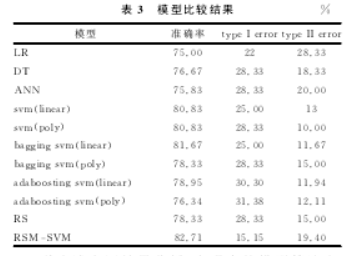 表 3 模型比较结果 %
模型 准确率 type I error type II error
LR 75.00 22 28.33
DT 76.67 28.33 18.33
ANN 75.83 28.33 20.00
svm(linear) 80.83 25.00 13
svm(poly) 80.83 28.33 10.00
bagging svm(linear) 81.67 25.00 11.67
bagging svm(poly) 78.33 28.33 15.00
adaboosting svm(linear) 78.95 30.30 11.94
adaboosting svm(poly) 76.34 31.38 12.11
RS 78.33 28.33 15.00
RSM-SVM 82.71 15.15 19.40